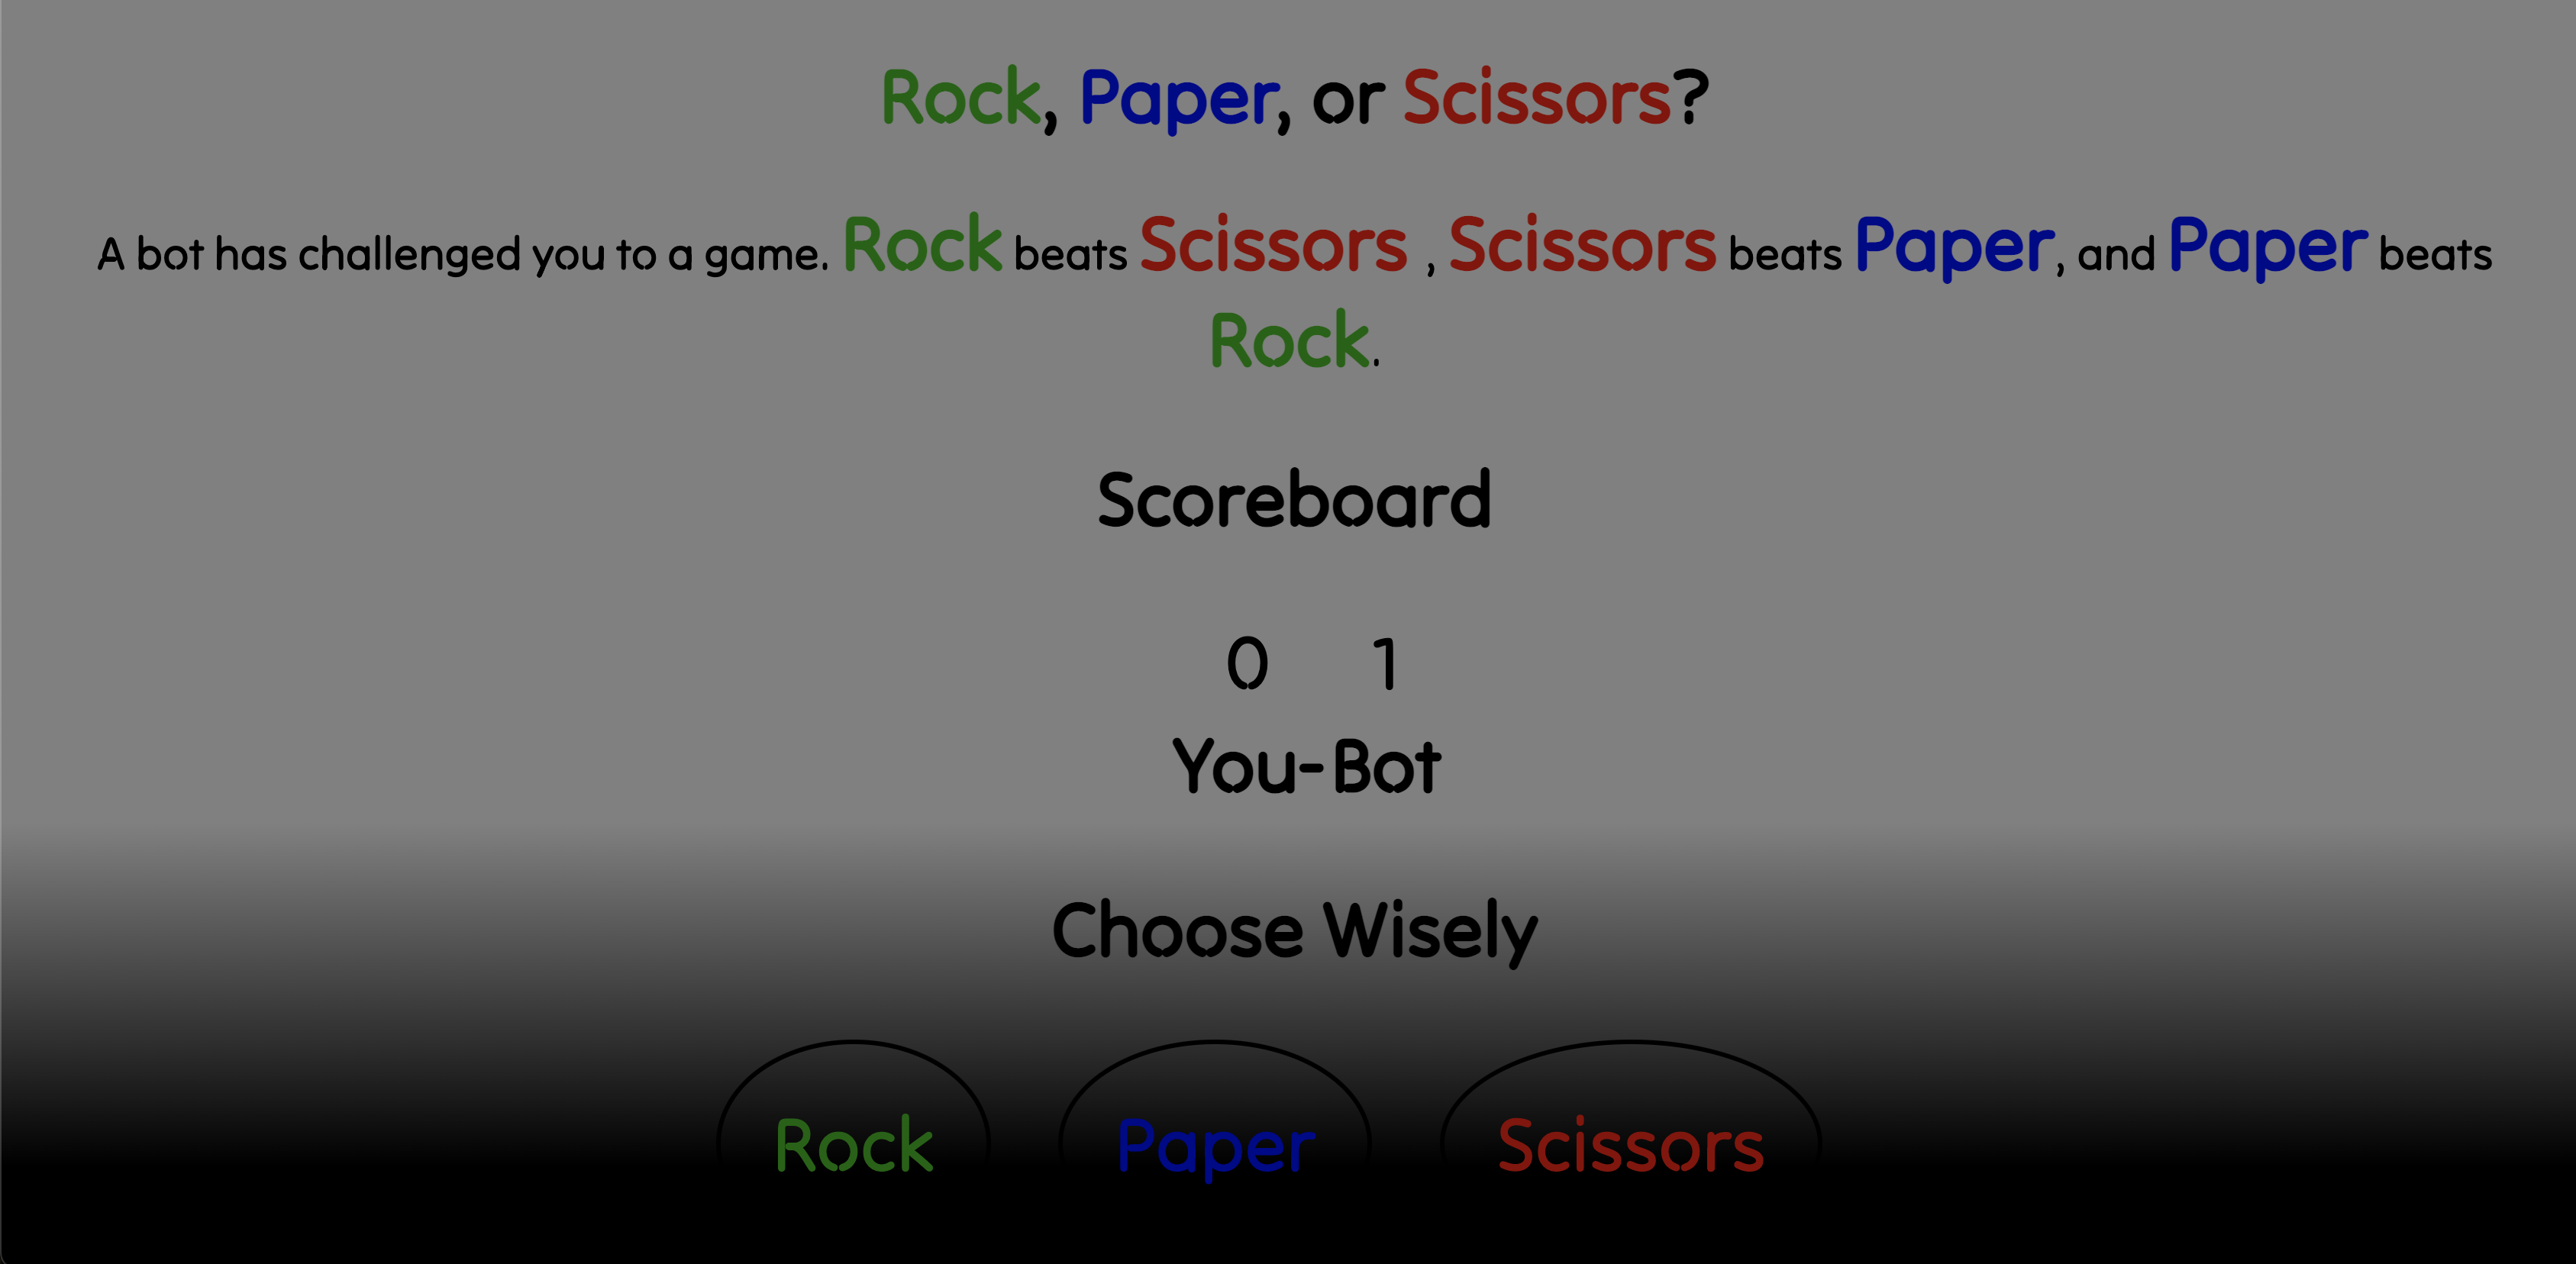 Rock, Paper, or Scissors?
A bot has challenged you to a game. Rock beats Scissors , Scissors beats Paper, and Paper beats
Rock.
Scoreboard
0 1
You-Bot
Choose Wisely
Rock Paper Scissors